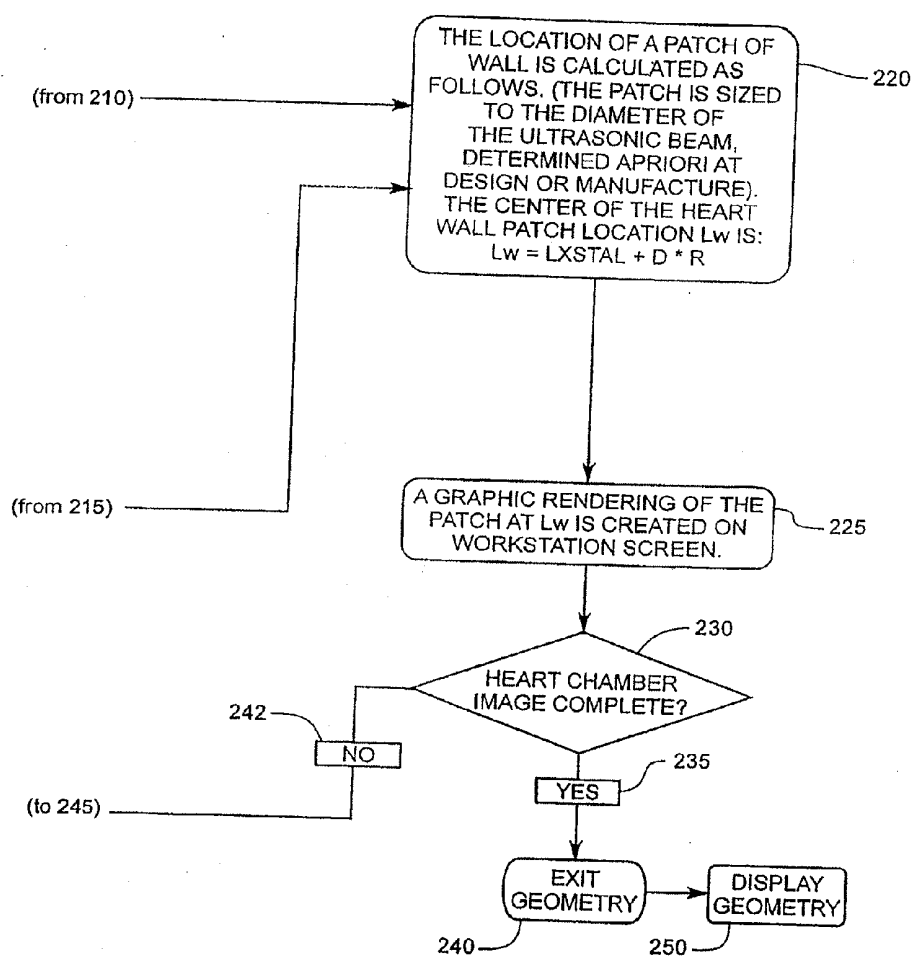 THE LOCATION OF A PATCH OF
WALL IS CALCULATED AS
FOLLOWS. (THE PATCH IS SIZED
TO THE DIAMETER OF
THE ULTRASONIC BEAM,
DETERMINED APRIORI AT
DESIGN OR MANUFACTURE).
THE CENTER OF THE HEART
WALL PATCH LOCATION Lw IS:
Lw = LXSTAL + D * R
220
(from 210)
(from 215)
A GRAPHIC RENDERING OF THE
PATCH AT Lw IS CREATED ON
WORKSTATION SCREEN.
225
230
HEART CHAMBER
IMAGE COMPLETE?
242
NO
235
YES
(to 245)
EXIT
GEOMETRY
DISPLAY
GEOMETRY
240
250